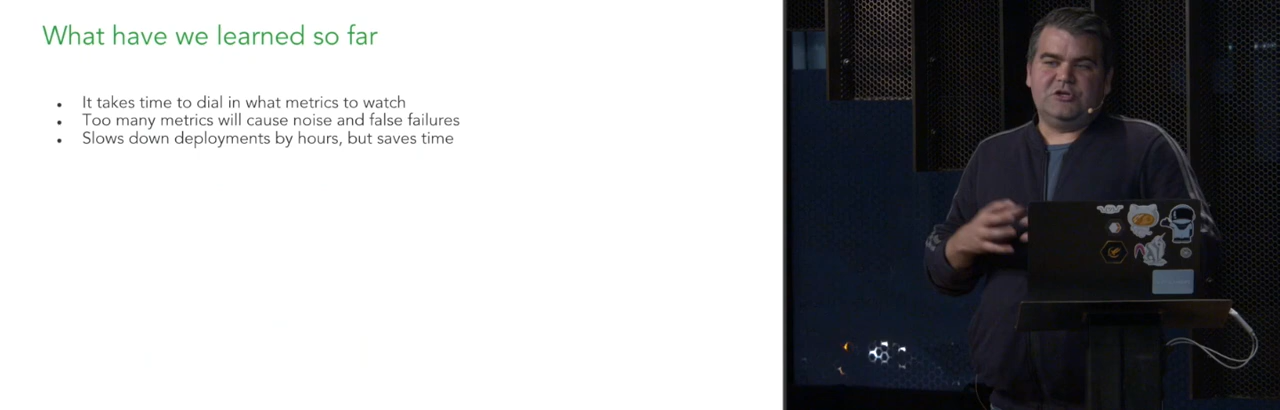 What have we learned so far
• It takes time to dial in what metrics to watch
• Too many metrics will cause noise and false failures
• Slows down deployments by hours, but saves time